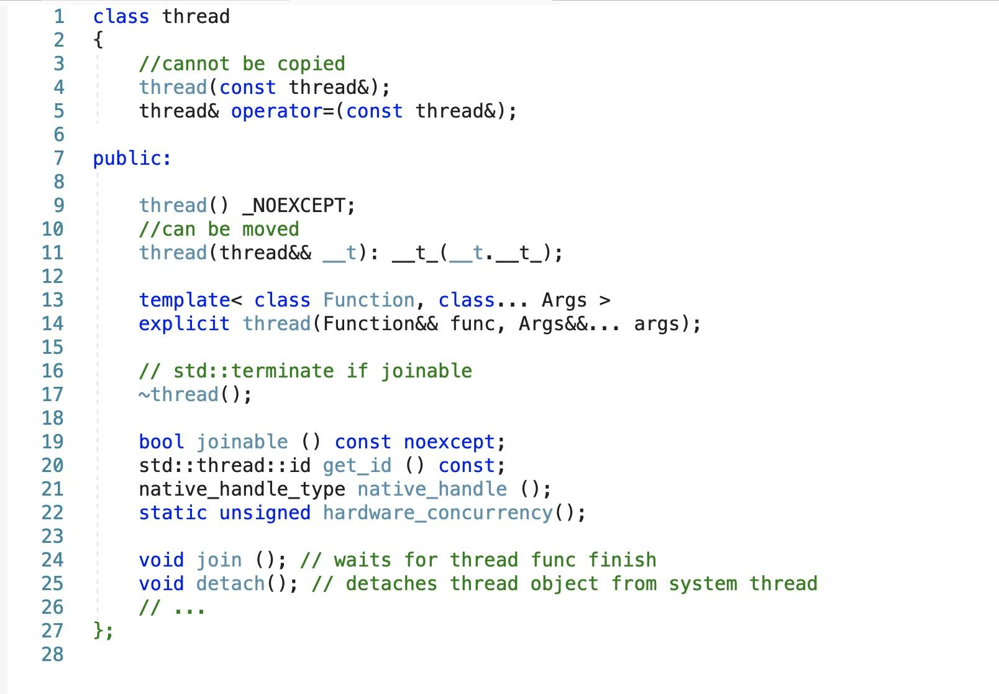 1 class thread
2 {
3 //cannot be copied
4 thread(const thread&);
5 thread& operator=(const thread&);
6
7 public:
8
9 thread() _NOEXCEPT;
10 //can be moved
11 thread(thread&& __t): __t_(__t.__t_);
12
13 template< class Function, class... Args >
14 explicit thread(Function&& func, Args&&... args);
15
16 // std::terminate if joinable
17 ~thread();
18
19 bool joinable () const noexcept;
20 std::thread::id get_id () const;
21 native_handle_type native_handle ();
22 static unsigned hardware_concurrency();
23
24 void join (); // waits for thread func finish
25 void detach(); // detaches thread object from system thread
26 // ...
27 };
28